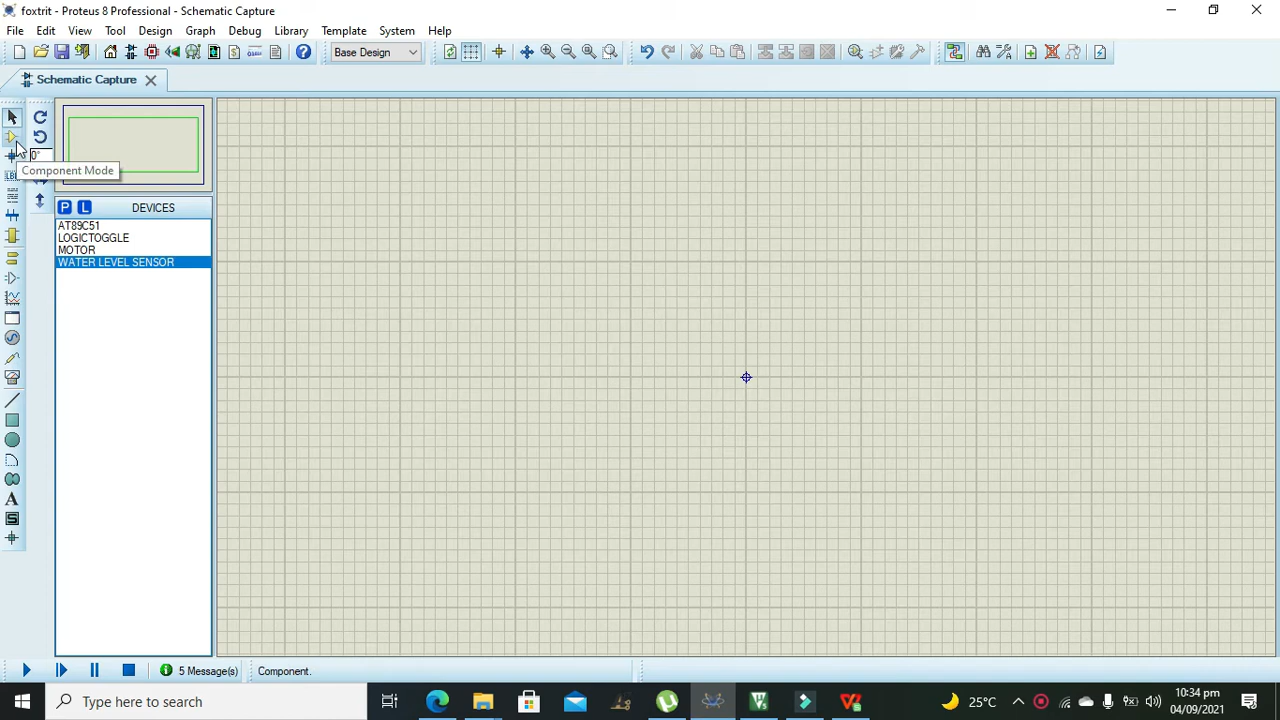 foxtrit - Proteus 8 Professional - Schematic Capture
File Edit View Tool Design Graph Debug Library Template System Help
Base Design
Schematic Capture
0°
Component Mode
LBL
P L DEVICES
AT89C51
LOGICTOGGLE
MOTOR
WATER LEVEL SENSOR
A
S
5 Message(s) Component.
Type here to search
25°C
10:34 pm
04/09/2021